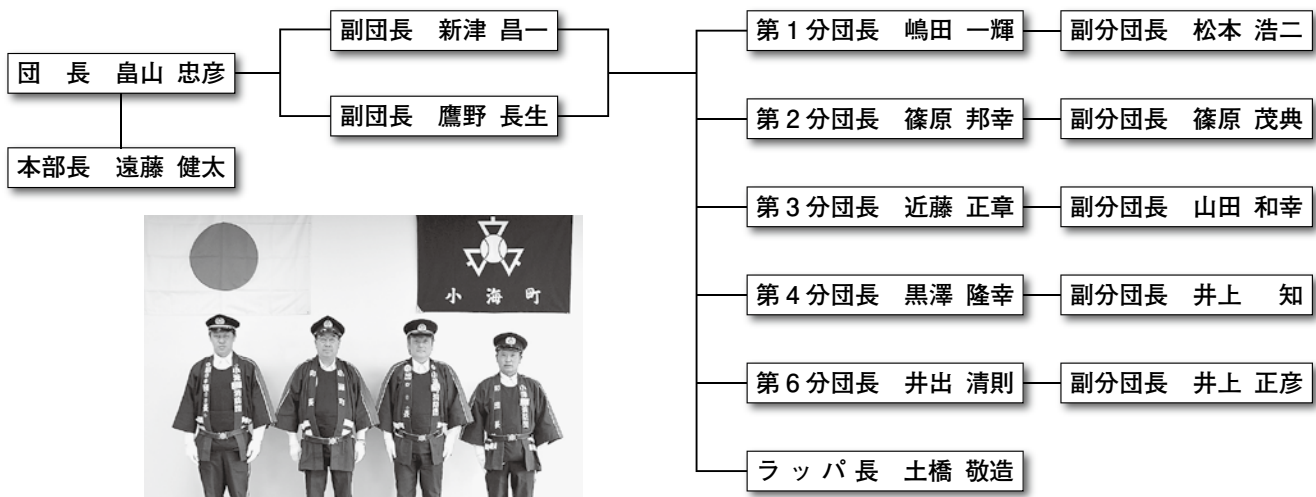 団　長　畠山 忠彦
本部長　遠藤 健太
副団長　新津 昌一
副団長　鷹野 長生
第１分団長　嶋田 一輝
副分団長　松本 浩二
第２分団長　篠原 邦幸
副分団長　篠原 茂典
第３分団長　近藤 正章
副分団長　山田 和幸
第４分団長　黒澤 隆幸
副分団長　井上　知
第６分団長　井出 清則
副分団長　井上 正彦
ラッパ長　土橋 敬造
小海町